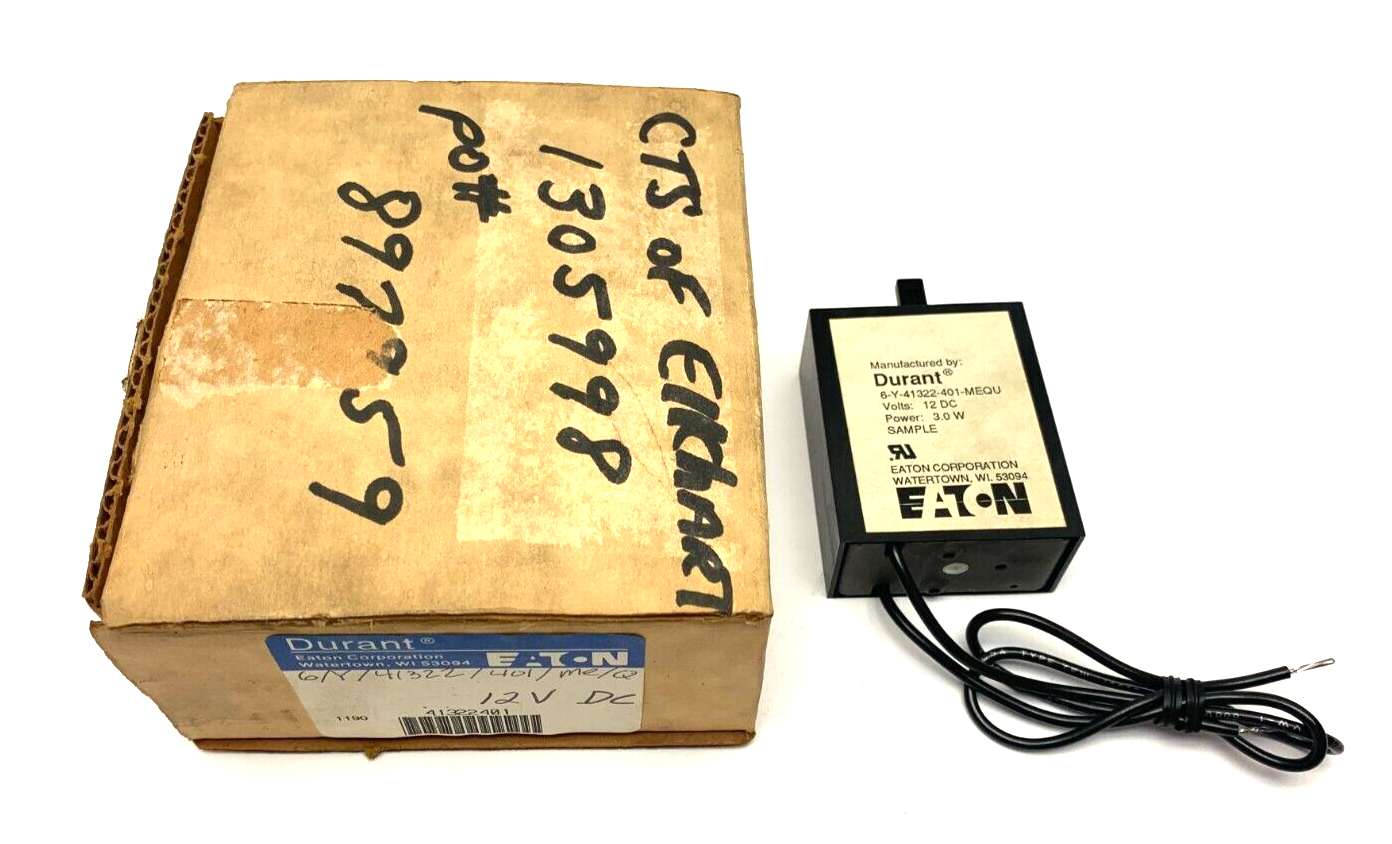 CTS of ElKhART
1305998
po#
897759
Durant®
Eaton Corporation
Watertown, WI 53094
EATON
6/Y/41322/401/ME/Q
12V DC
41322401
1190
Manufactured by:
Durant®
6-Y-41322-401-MEQU
Volts: 12 DC
Power: 3.0 W
SAMPLE
RU
EATON CORPORATION
WATERTOWN, WI. 53094
EATON